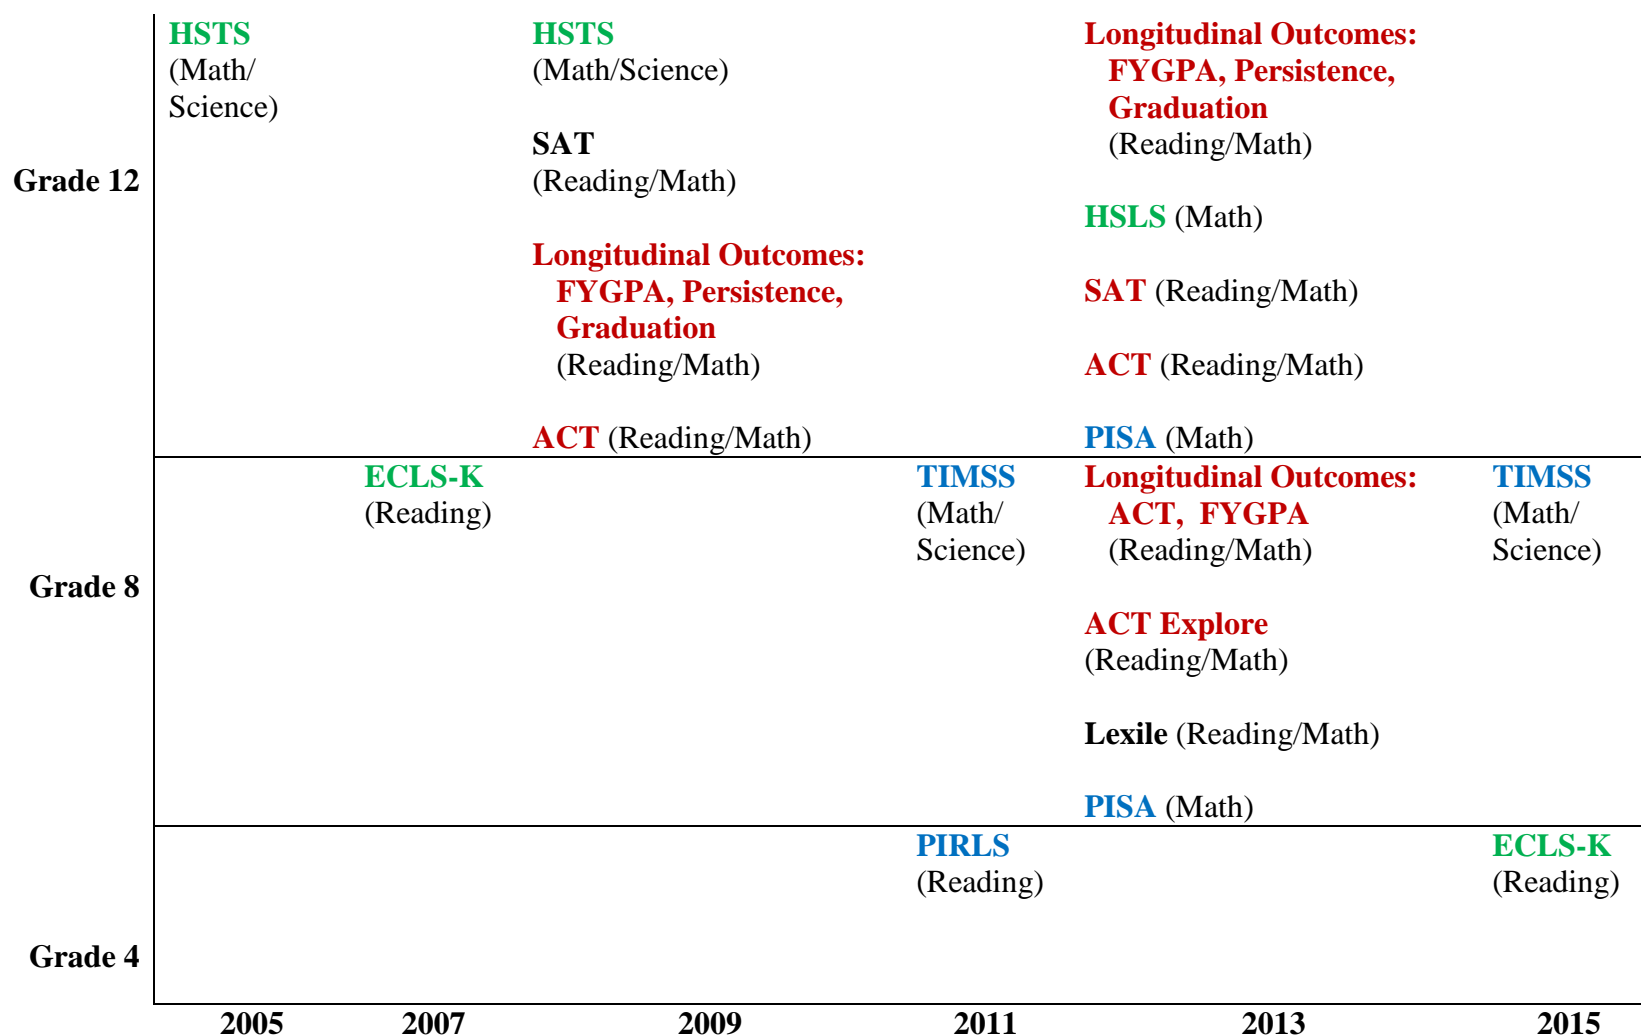 Grade 12
HSTS
(Math/
Science)
HSTS
(Math/Science)
SAT
(Reading/Math)
Longitudinal Outcomes:
FYGPA, Persistence,
Graduation
(Reading/Math)
ACT (Reading/Math)
Longitudinal Outcomes:
FYGPA, Persistence,
Graduation
(Reading/Math)
HSLS (Math)
SAT (Reading/Math)
ACT (Reading/Math)
PISA (Math)
Grade 8
ECLS-K
(Reading)
TIMSS
(Math/
Science)
Longitudinal Outcomes:
ACT, FYGPA
(Reading/Math)
ACT Explore
(Reading/Math)
Lexile (Reading/Math)
PISA (Math)
TIMSS
(Math/
Science)
Grade 4
PIRLS
(Reading)
ECLS-K
(Reading)
2005 2007 2009 2011 2013 2015